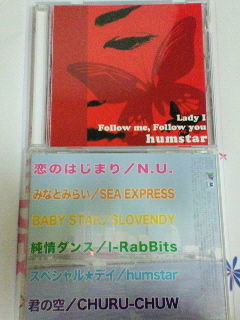 Lady I
Follow me, Follow you
humstar
恋のはじまり／N.U.
みなとみらい／SEA EXPRESS
BABY STAR／SLOVENDY
純情ダンス／I-RabBits
スペシャル★デイ／humstar
君の空／CHURU-CHUW